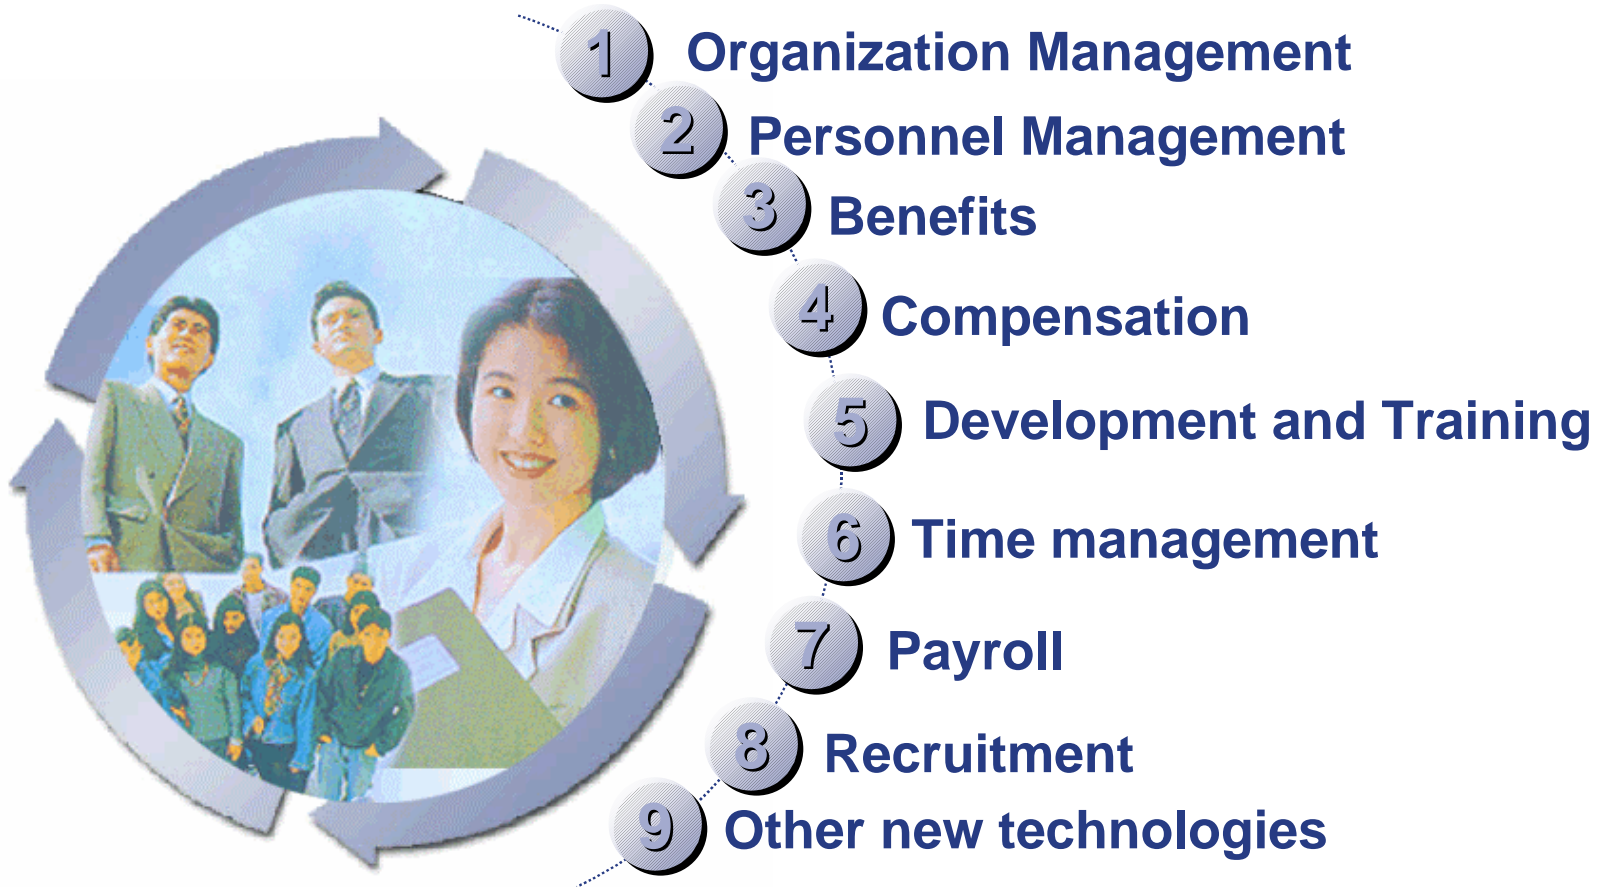 1 Organization Management
2 Personnel Management
3 Benefits
4 Compensation
5 Development and Training
6 Time management
7 Payroll
8 Recruitment
9 Other new technologies